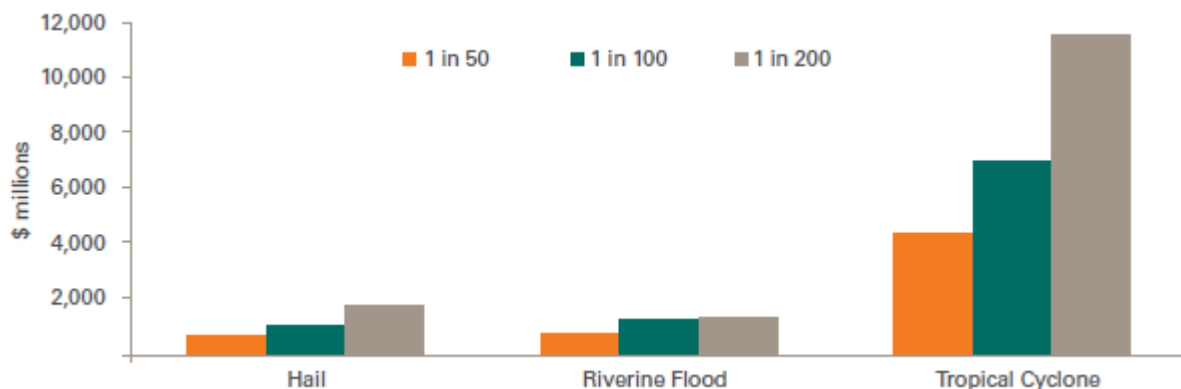 12,000
10,000
8,000
6,000
4,000
2,000
$ millions
1 in 50 1 in 100 1 in 200
Hail Riverine Flood Tropical Cyclone